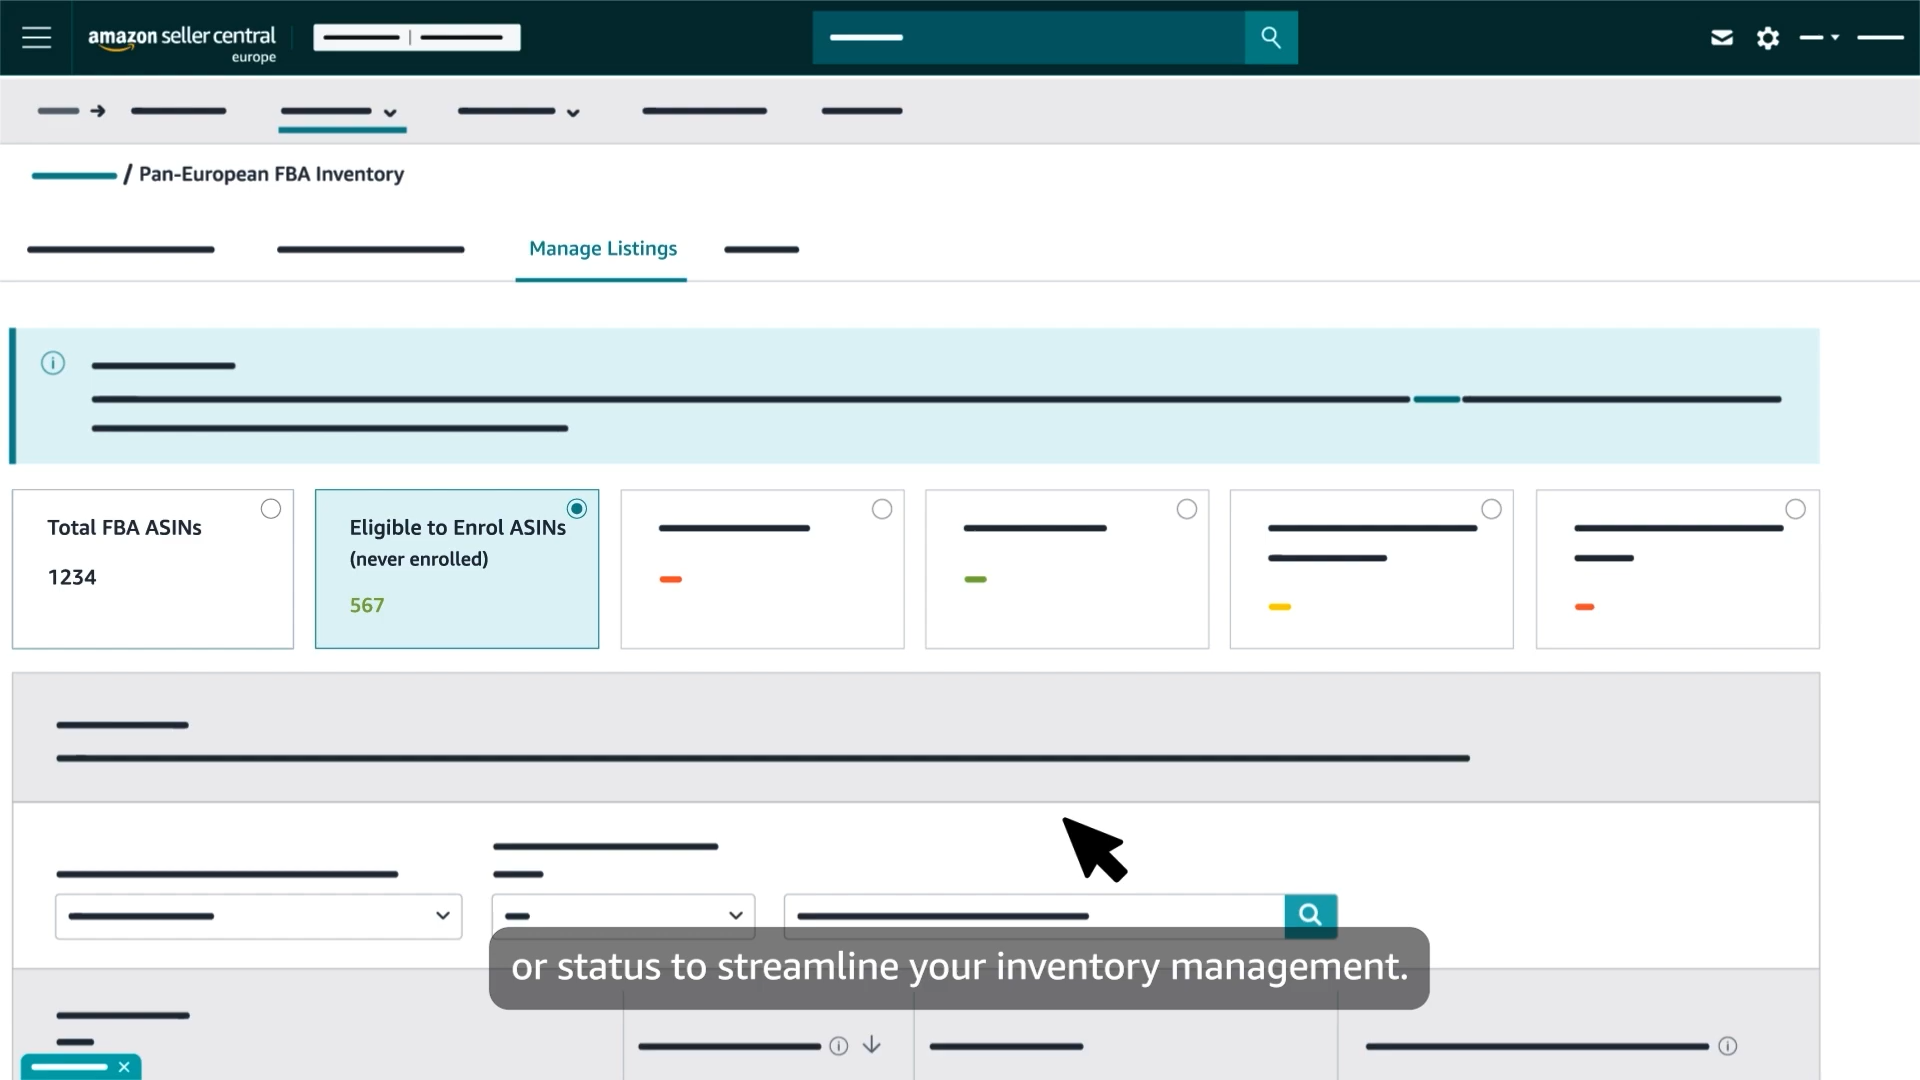 amazon seller central
europe
/ Pan-European FBA Inventory
Manage Listings
Total FBA ASINs
1234
Eligible to Enrol ASINs
(never enrolled)
567
or status to streamline your inventory management.